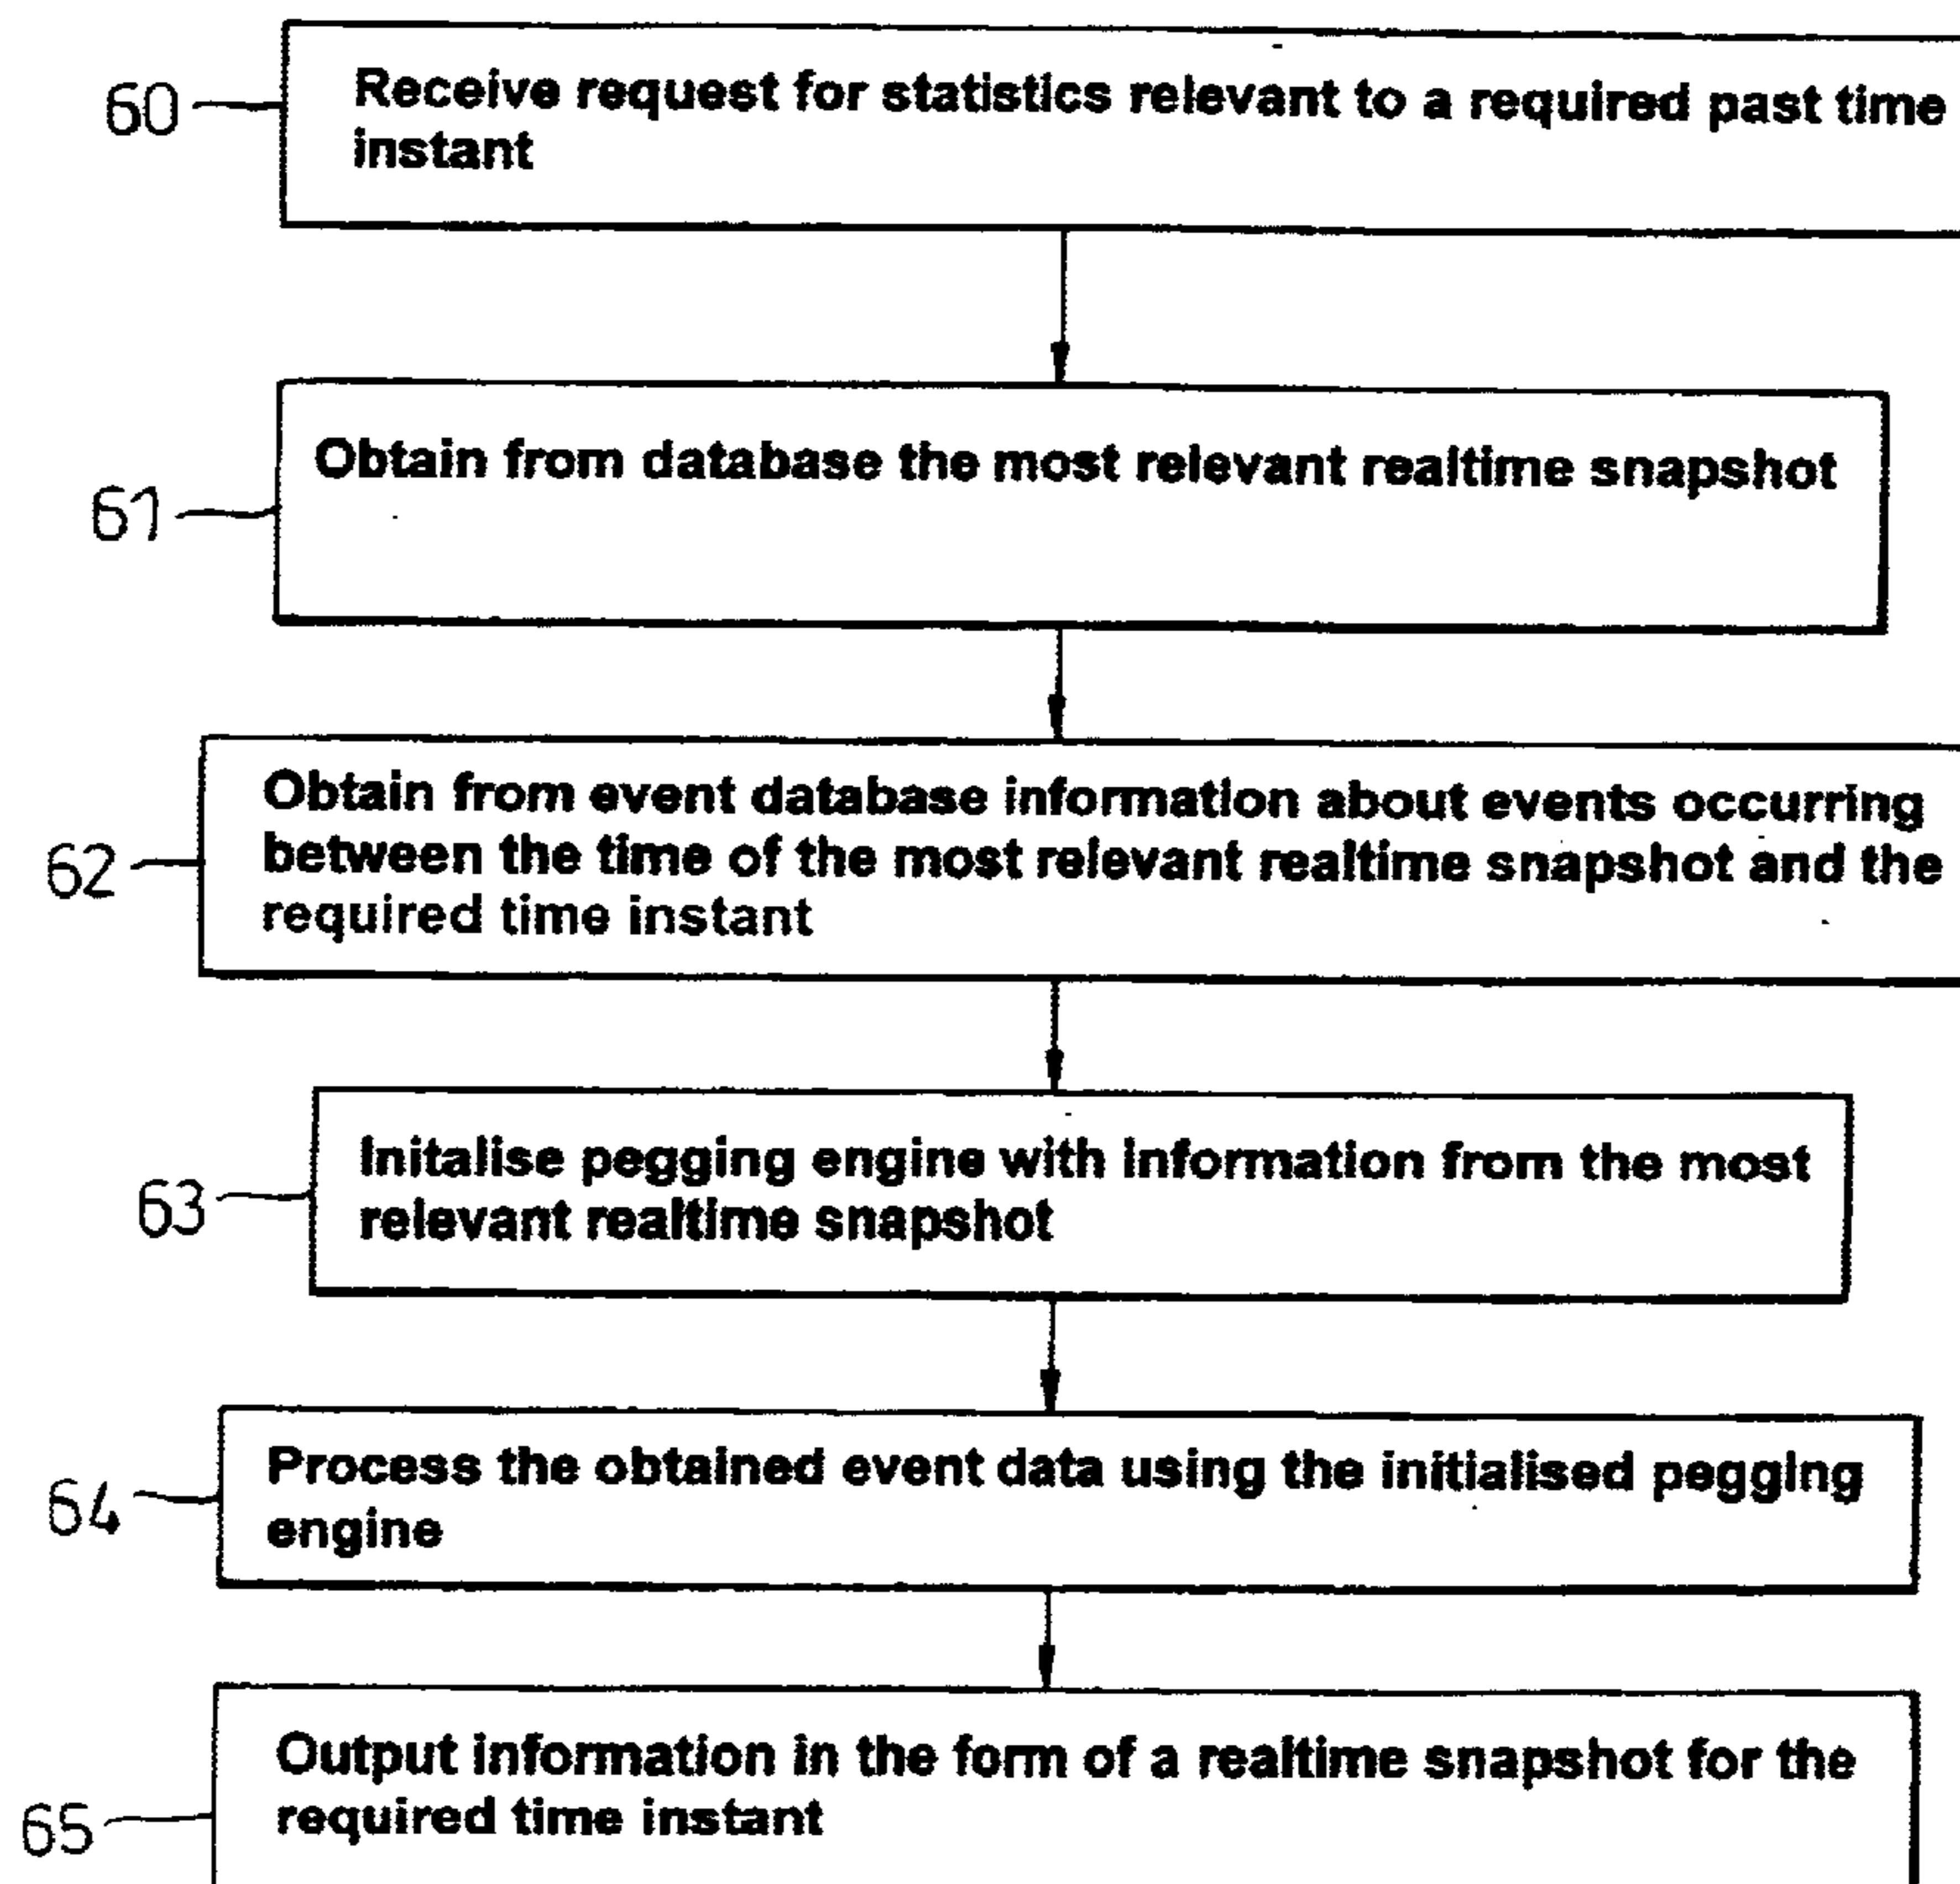 60
Receive request for statistics relevant to a required past time
instant
61
Obtain from database the most relevant realtime snapshot
62
Obtain from event database information about events occurring
between the time of the most relevant realtime snapshot and the
required time instant
63
Initalise pegging engine with information from the most
relevant realtime snapshot
64
Process the obtained event data using the initialised pegging
engine
65
Output information in the form of a realtime snapshot for the
required time instant